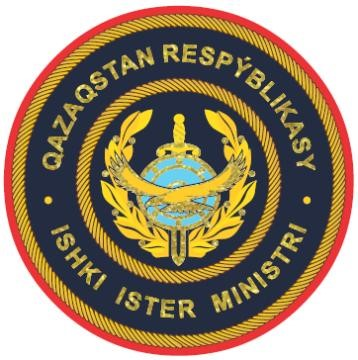 QAZAQSTAN RESPÝBLIKASY
ISHKI ISTER MINISTRI